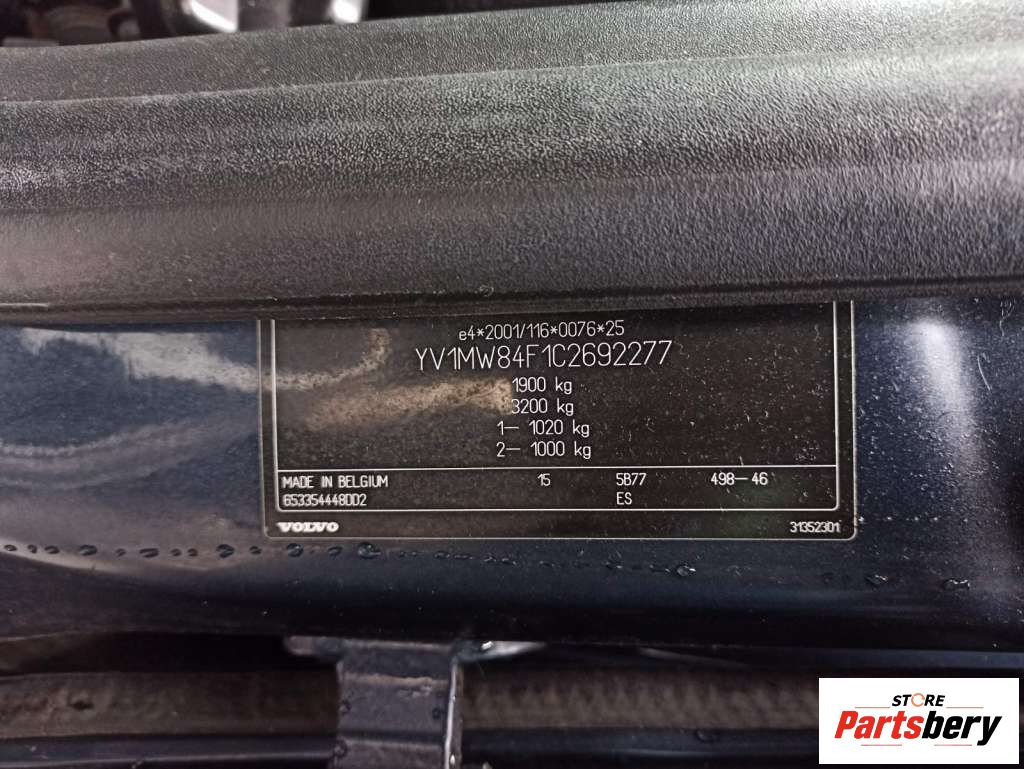 e4*2001/116*0076*25
YV1MW84F1C2692277
1900 kg
3200 kg
1– 1020 kg
2– 1000 kg
MADE IN BELGIUM 15 5B77 498–46
653354448DD2 ES
VOLVO 31352301
STORE
Partsbery